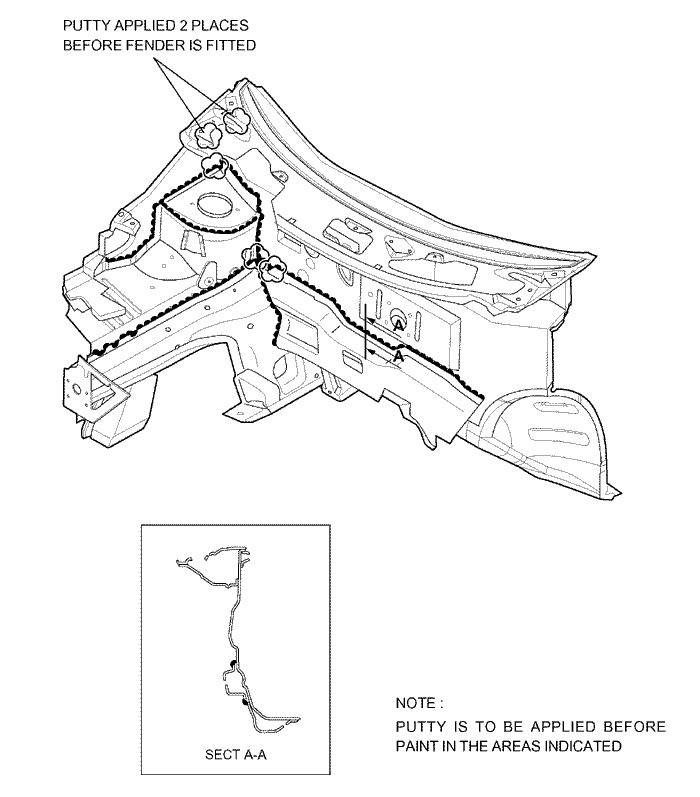 PUTTY APPLIED 2 PLACES
BEFORE FENDER IS FITTED
A
A
SECT A-A
NOTE :
PUTTY IS TO BE APPLIED BEFORE
PAINT IN THE AREAS INDICATED